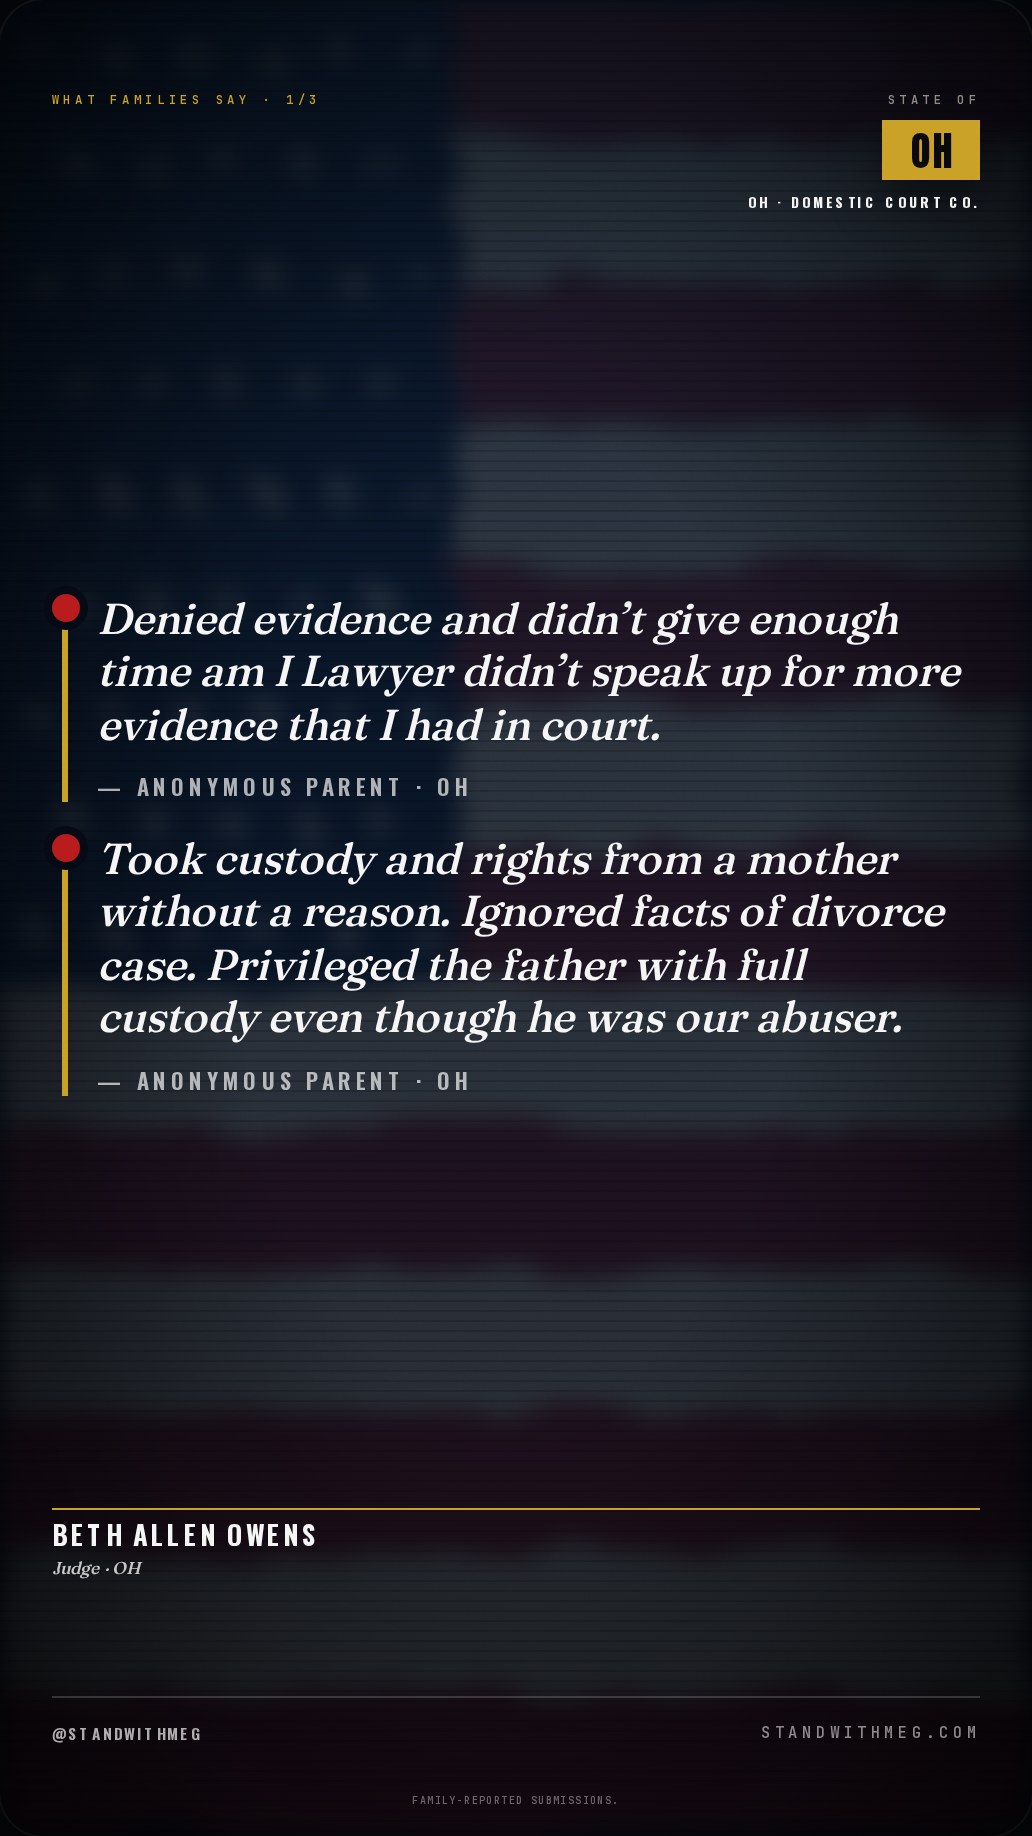 WHAT FAMILIES SAY · 1/3
STATE OF
OH
OH · DOMESTIC COURT CO.
Denied evidence and didn’t give enough
time am I Lawyer didn’t speak up for more
evidence that I had in court.
— ANONYMOUS PARENT · OH
Took custody and rights from a mother
without a reason. Ignored facts of divorce
case. Privileged the father with full
custody even though he was our abuser.
— ANONYMOUS PARENT · OH
BETH ALLEN OWENS
Judge · OH
@STANDWITHMEG
STANDWITHMEG.COM
FAMILY-REPORTED SUBMISSIONS.